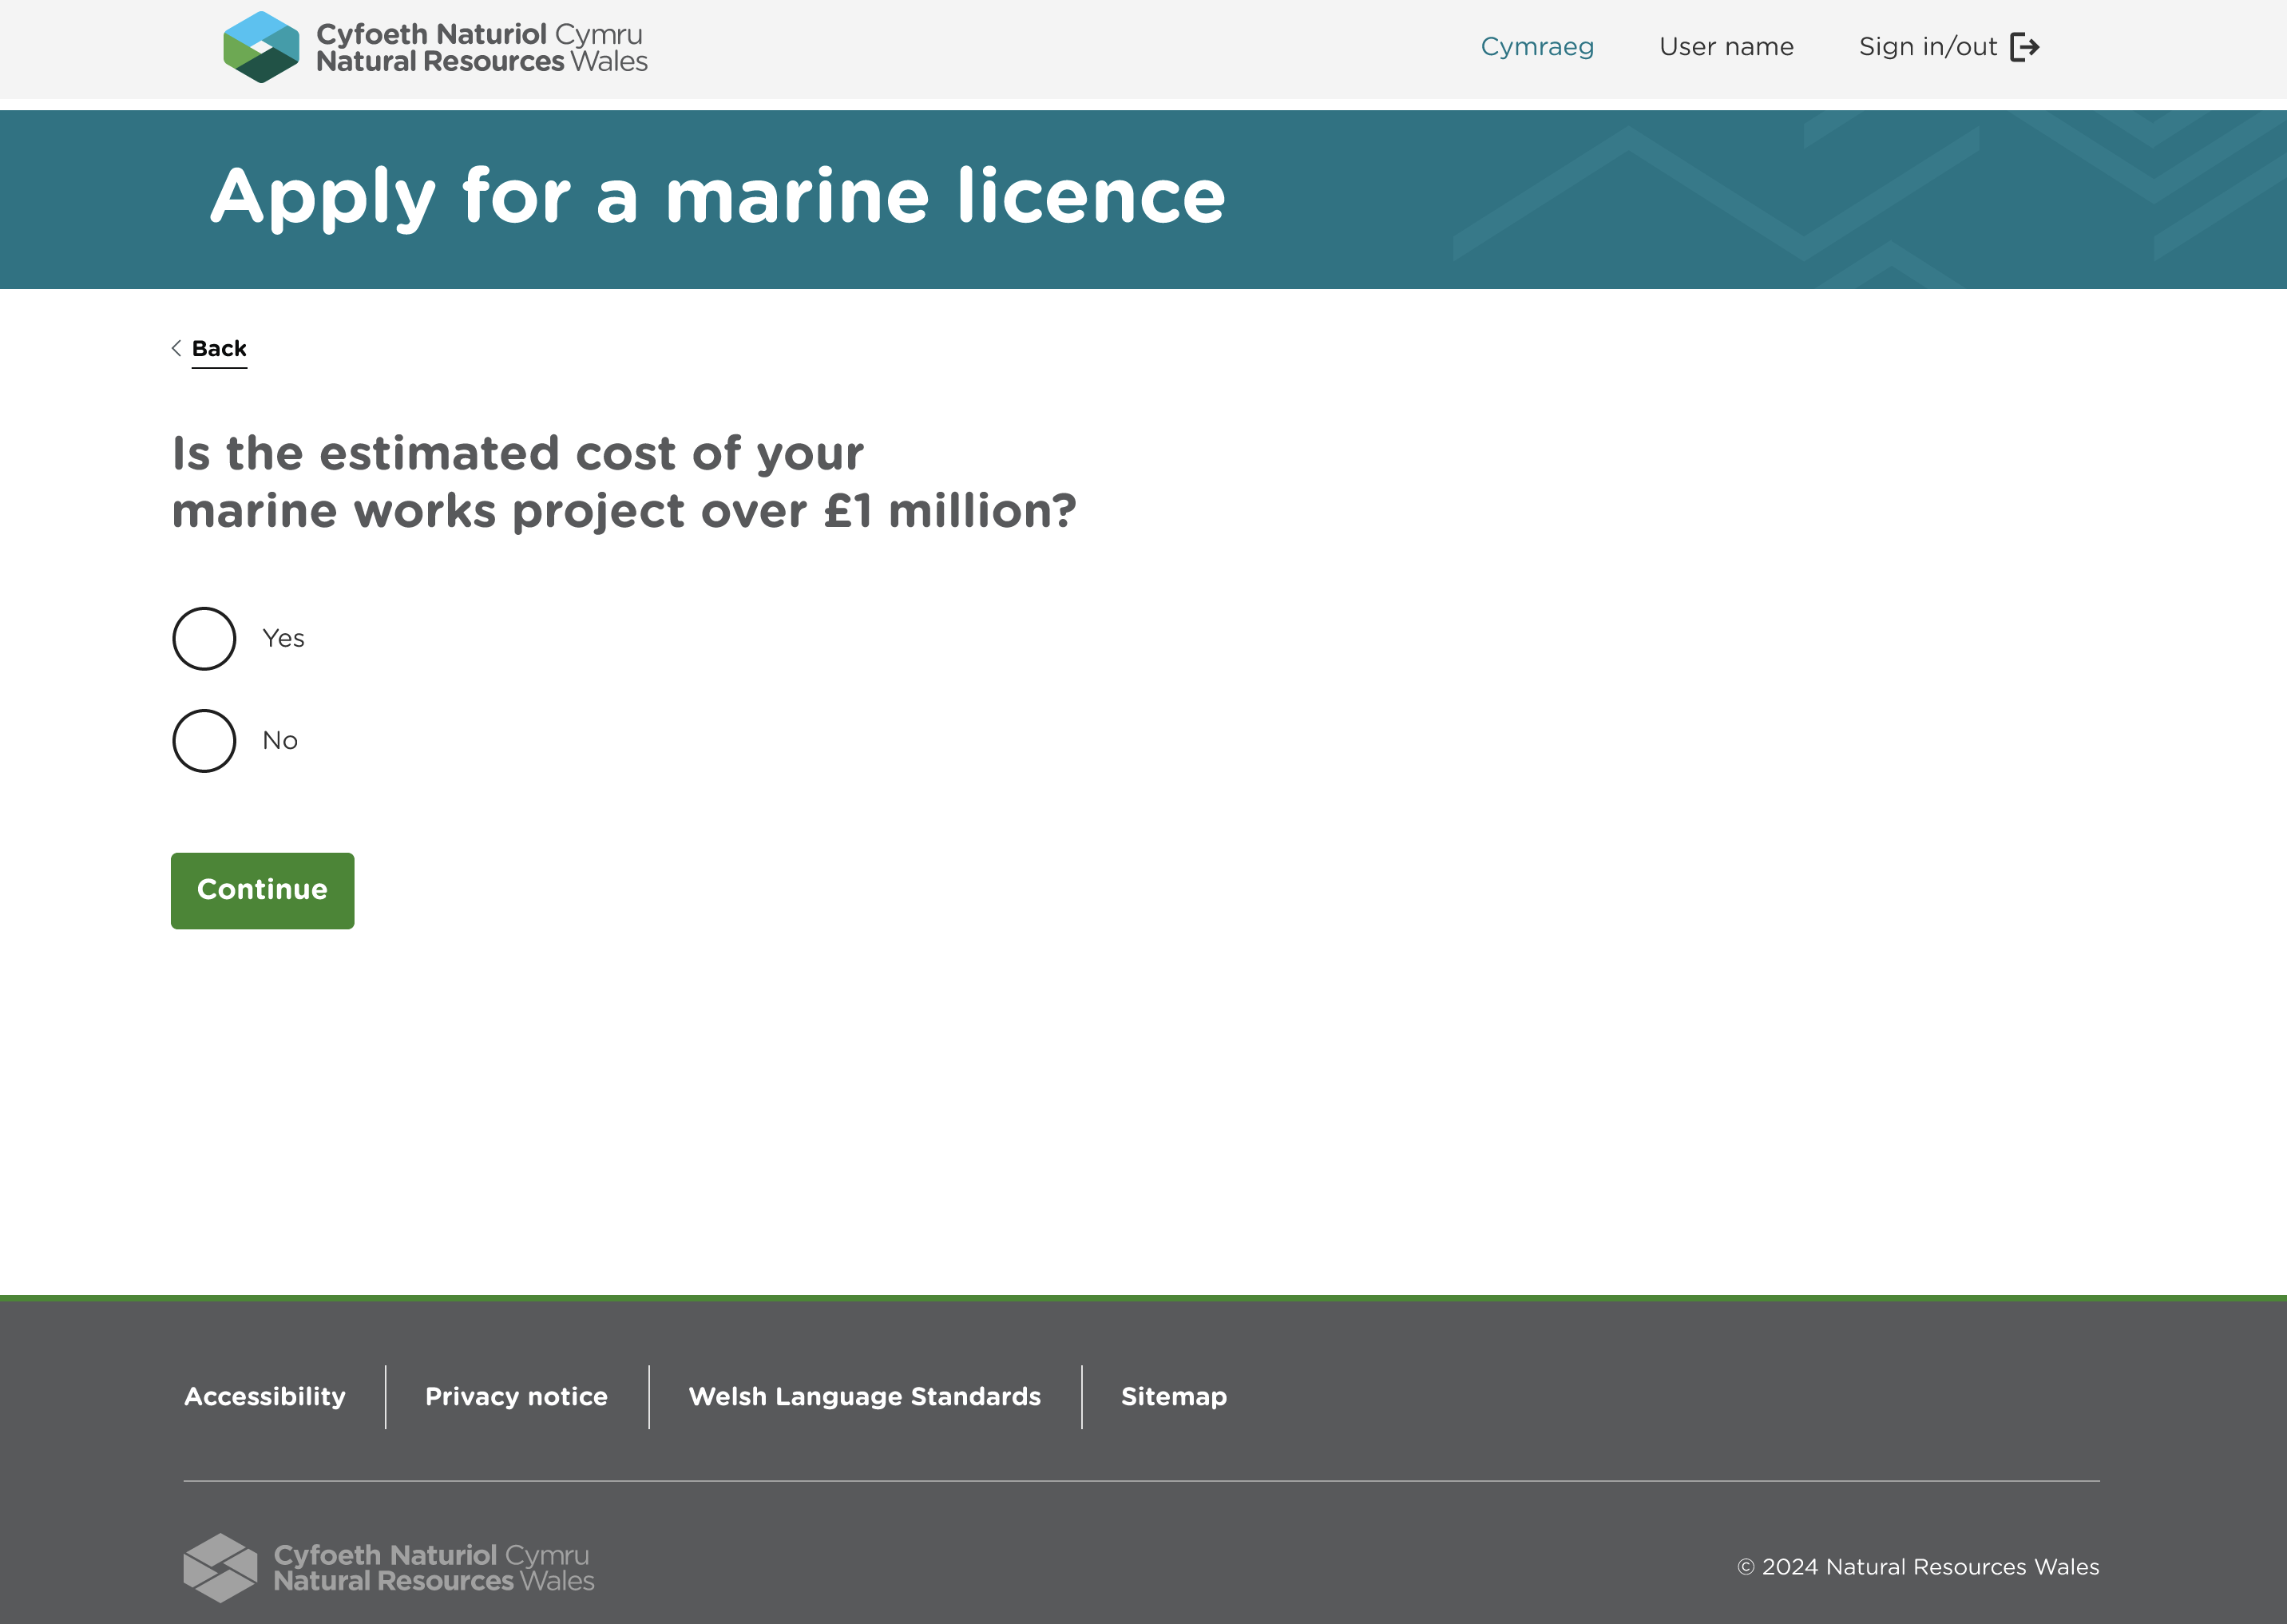 Cyfoeth Naturiol Cymru
Natural Resources Wales
Cymraeg
User name
Sign in/out
Apply for a marine licence
Back
Is the estimated cost of your
marine works project over £1 million?
Yes
No
Continue
Accessibility
Privacy notice
Welsh Language Standards
Sitemap
Cyfoeth Naturiol Cymru
Natural Resources Wales
© 2024 Natural Resources Wales